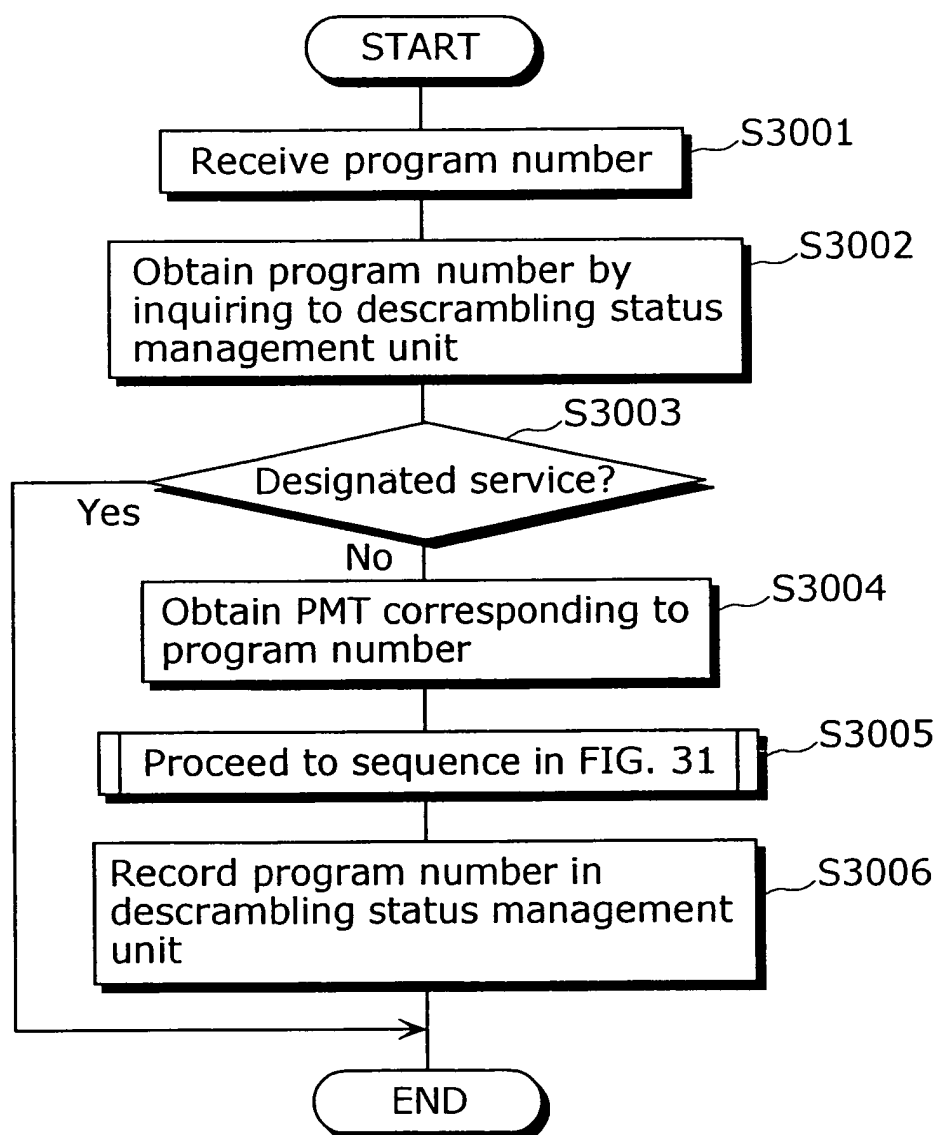 START
S3001
Receive program number
S3002
Obtain program number by
inquiring to descrambling status
management unit
S3003
Designated service?
Yes
No
S3004
Obtain PMT corresponding to
program number
S3005
Proceed to sequence in FIG. 31
S3006
Record program number in
descrambling status management
unit
END